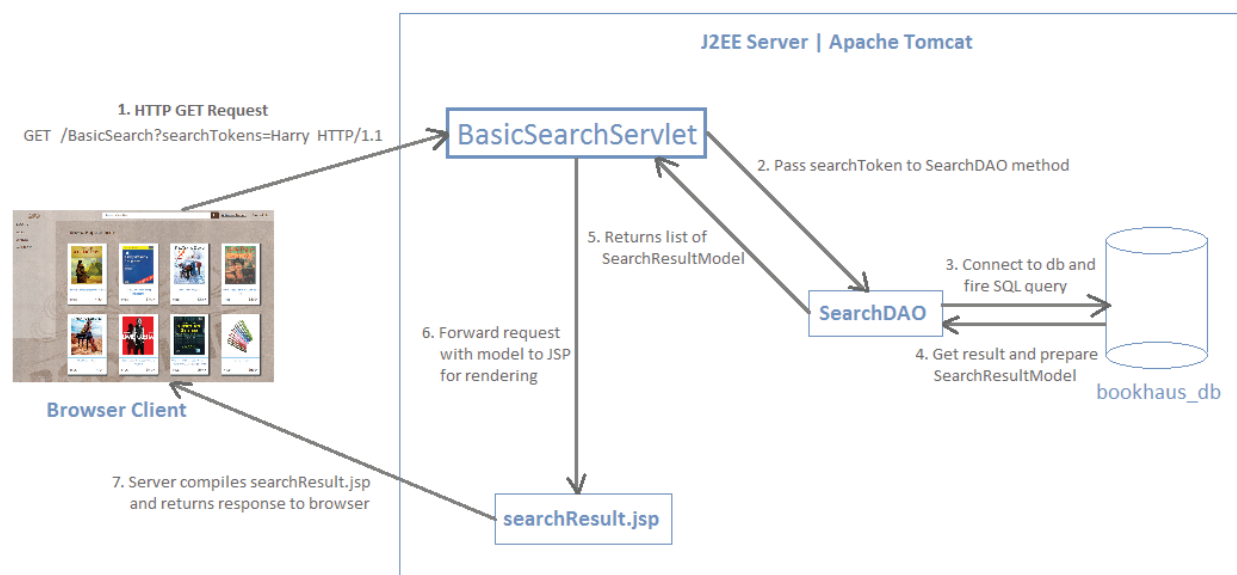 J2EE Server | Apache Tomcat
1. HTTP GET Request
GET /BasicSearch?searchTokens=Harry HTTP/1.1
BasicSearchServlet
2. Pass searchToken to SearchDAO method
5. Returns list of
SearchResultModel
3. Connect to db and
fire SQL query
SearchDAO
6. Forward request
with model to JSP
for rendering
4. Get result and prepare
SearchResultModel
bookhaus_db
Browser Client
7. Server compiles searchResult.jsp
and returns response to browser
searchResult.jsp